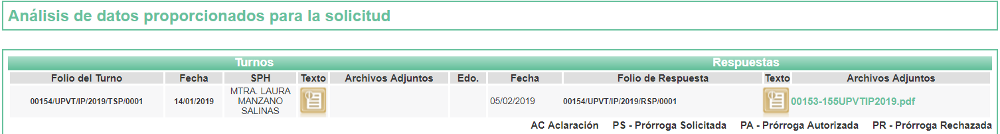 Análisis de datos proporcionados para la solicitud
Turnos Respuestas
Folio del Turno Fecha SPH Texto Archivos Adjuntos Edo. Fecha Folio de Respuesta Texto Archivos Adjuntos
00154/UPVT/IP/2019/TSP/0001 14/01/2019 MTRA. LAURA
MANZANO
SALINAS 05/02/2019 00154/UPVT/IP/2019/RSP/0001 00153-155UPVTIP2019.pdf
AC Aclaración PS - Prórroga Solicitada PA - Prórroga Autorizada PR - Prórroga Rechazada